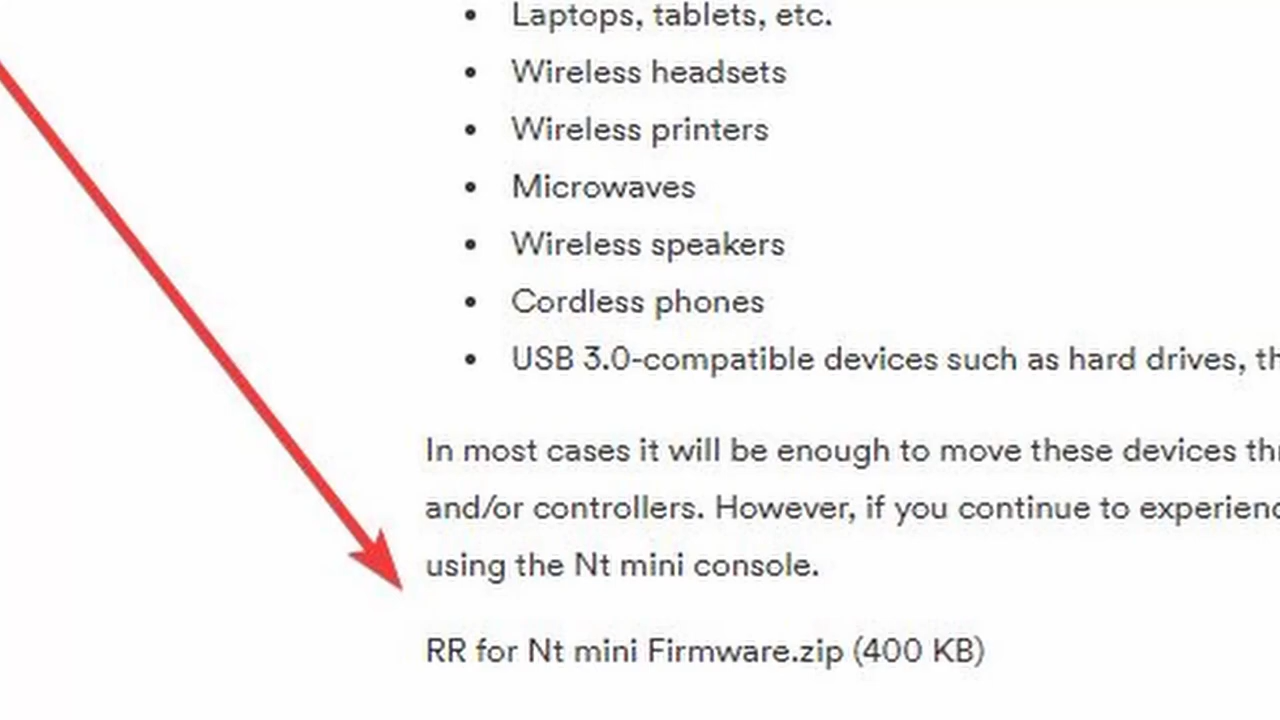 • Laptops, tablets, etc.
• Wireless headsets
• Wireless printers
• Microwaves
• Wireless speakers
• Cordless phones
• USB 3.0-compatible devices such as hard drives,
In most cases it will be enough to move these devices
and/or controllers. However, if you continue to
using the Nt mini console.
RR for Nt mini Firmware.zip (400 KB)